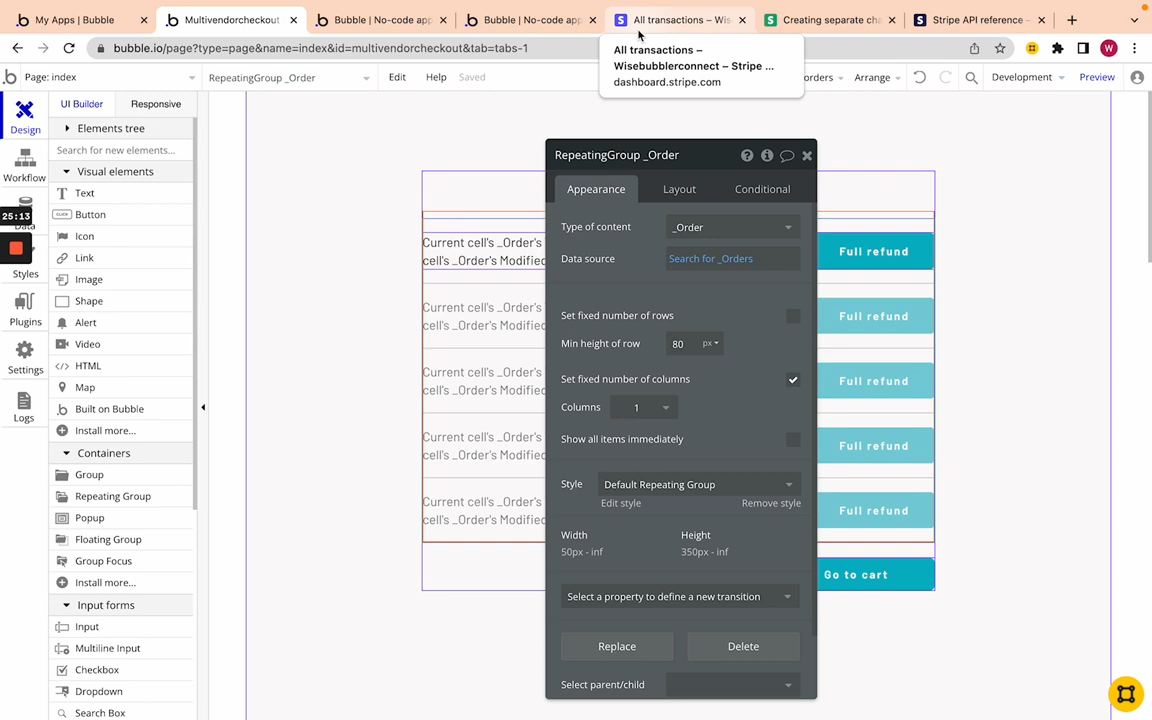 My Apps | Bubble
Multivendorcheckout
Bubble | No-code ap
Bubble | No-code app
All transactions – Wis
Creating separate cha
Stripe API reference –
bubble.io/page?type=page&name=index&id=multivendorcheckout&tab=tabs-1
W
All transactions –
Wisebubblerconnect – Stripe ...
dashboard.stripe.com
Page: index
RepeatingGroup _Order
Edit
Help
Saved
orders
Arrange
Development
Preview
Design
Workflow
25:13
Styles
Plugins
Settings
Logs
UI Builder
Responsive
Elements tree
Search for new elements...
Visual elements
Text
CLICK
Button
Icon
Link
Image
Shape
Alert
Video
</> HTML
Map
Built on Bubble
Install more...
Containers
Group
Repeating Group
Popup
Floating Group
Group Focus
Install more...
Input forms
Input
Multiline Input
Checkbox
Dropdown
Search Box
Current cell's _Order's
cell's _Order's Modified
Full refund
Current cell's _Order's
cell's _Order's Modified
Full refund
Current cell's _Order's
cell's _Order's Modified
Full refund
Current cell's _Order's
cell's _Order's Modified
Full refund
Current cell's _Order's
cell's _Order's Modified
Full refund
Go to cart
RepeatingGroup _Order
Appearance
Layout
Conditional
Type of content
_Order
Data source
Search for _Orders
Set fixed number of rows
Min height of row
80
px
Set fixed number of columns
Columns
1
Show all items immediately
Style
Default Repeating Group
Edit style
Remove style
Width
Height
50px - inf
350px - inf
Select a property to define a new transition
Replace
Delete
Select parent/child